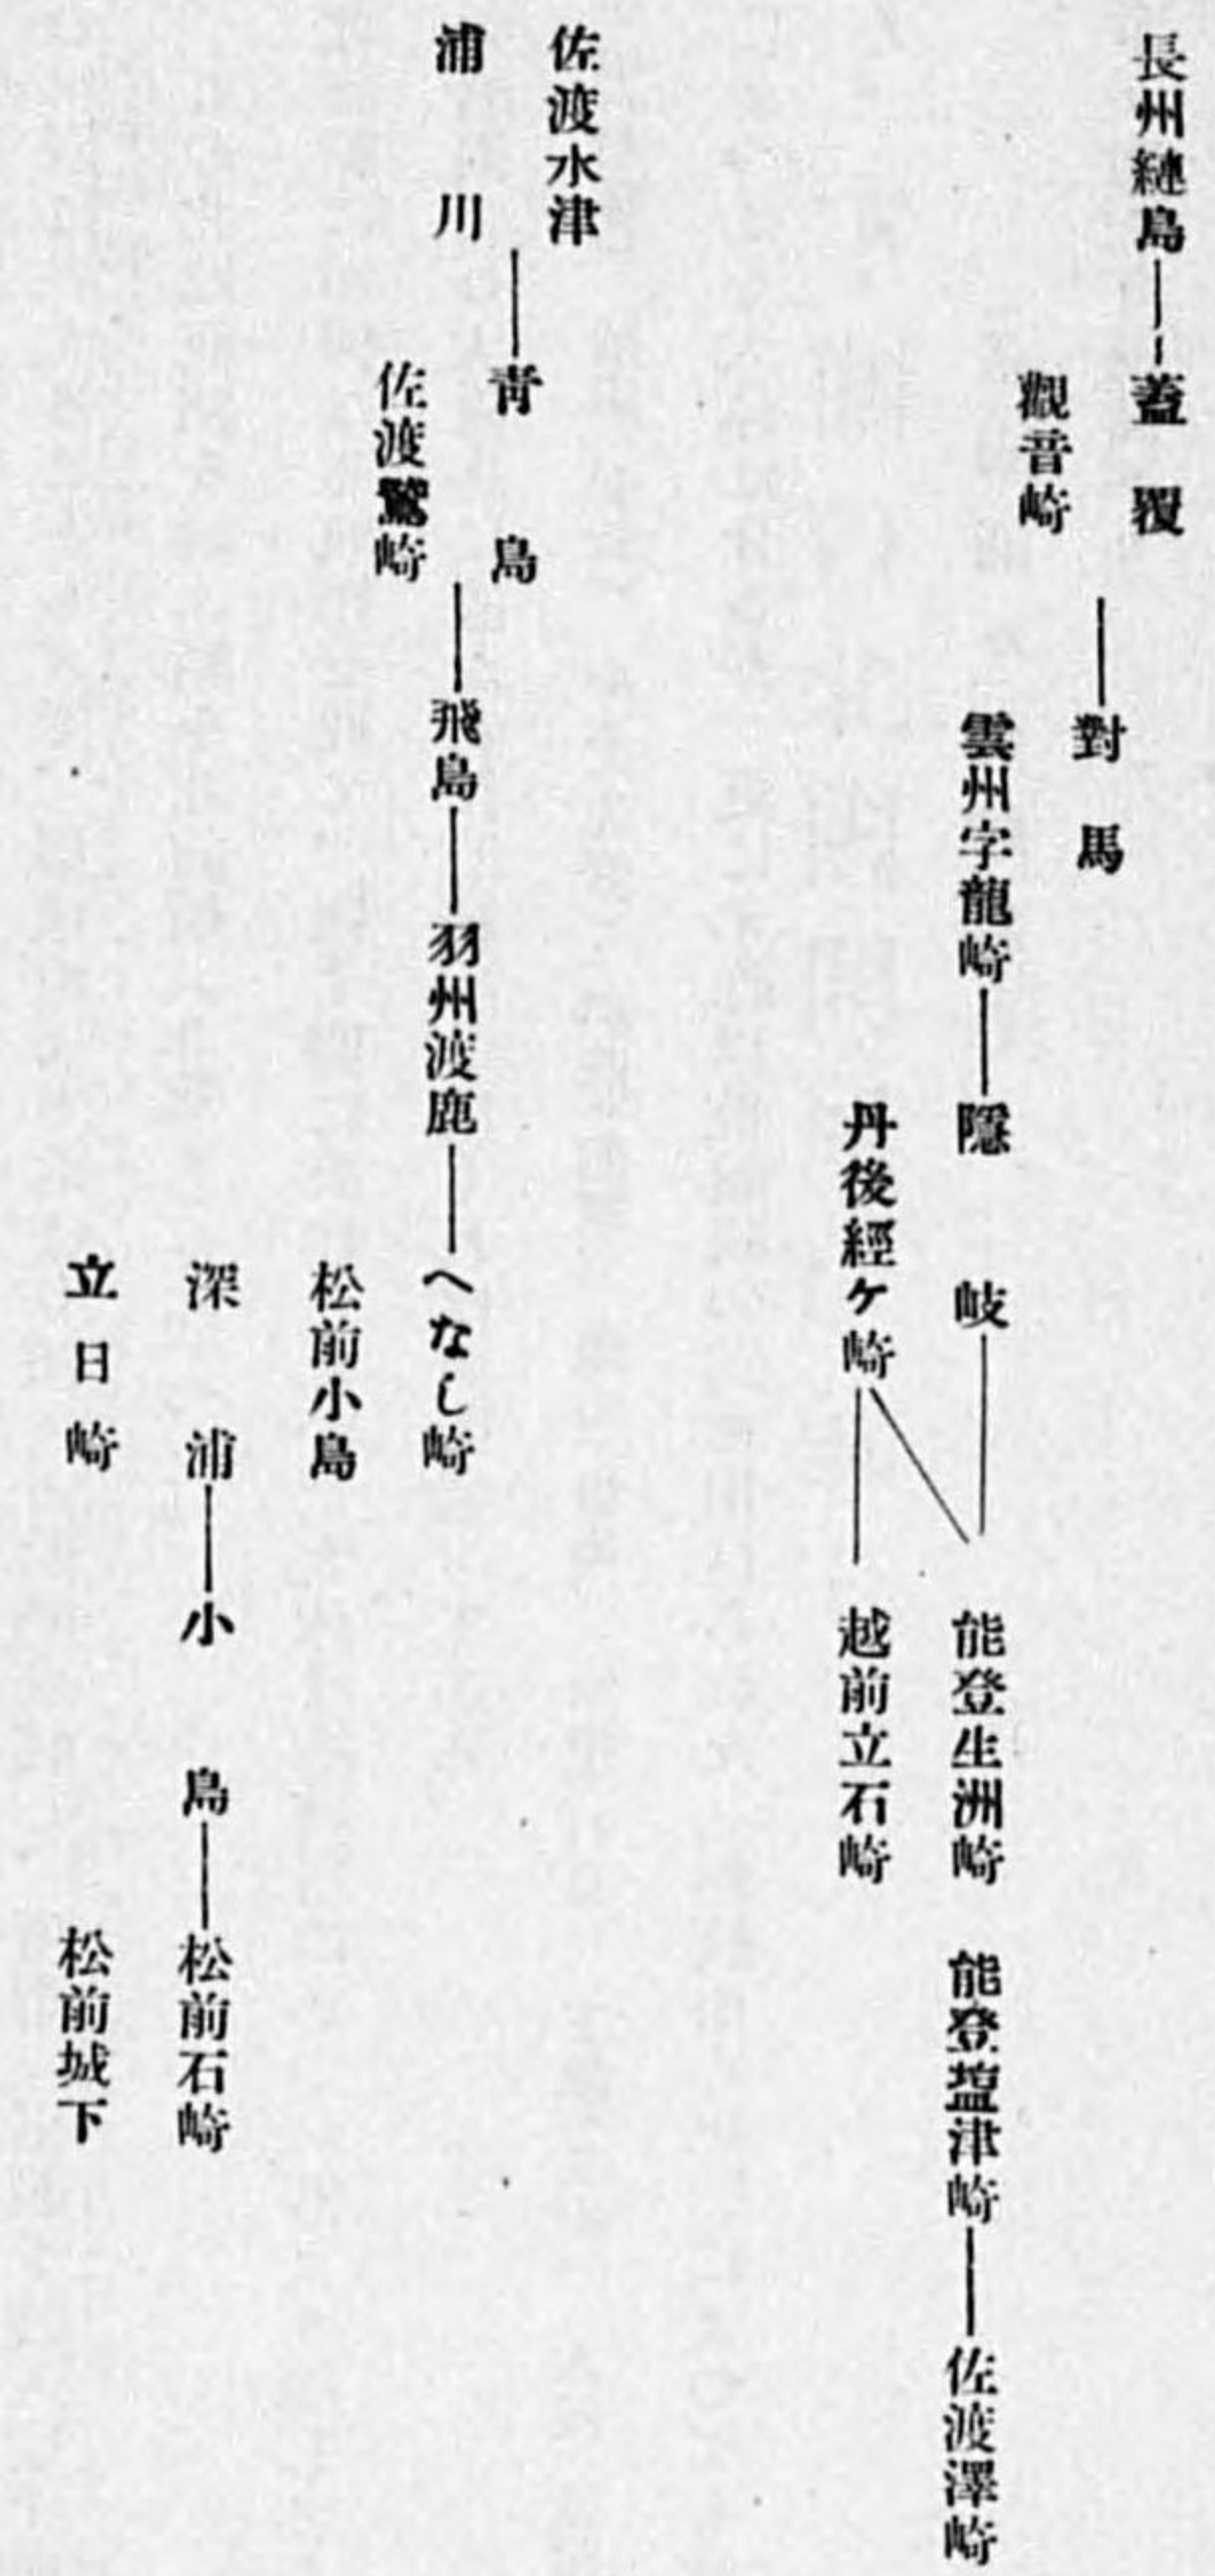 長州縺島――蓋覆
觀音崎――對馬
雲州字龍崎――隱岐
丹後經ケ崎
能登生洲崎
越前立石崎
能登塩津崎――佐渡澤崎
佐渡水津
浦川――青島
佐渡鷲崎――飛島――羽州渡鹿――へなし崎
松前小島
深浦――小島――松前石崎
立日崎
松前城下